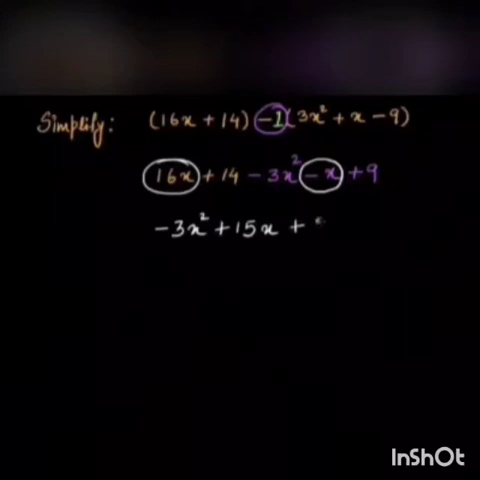 Simplify: (16x + 14) -1(3x² + x - 9)
16x + 14 - 3x² - x + 9
-3x² + 15x +
InShOt